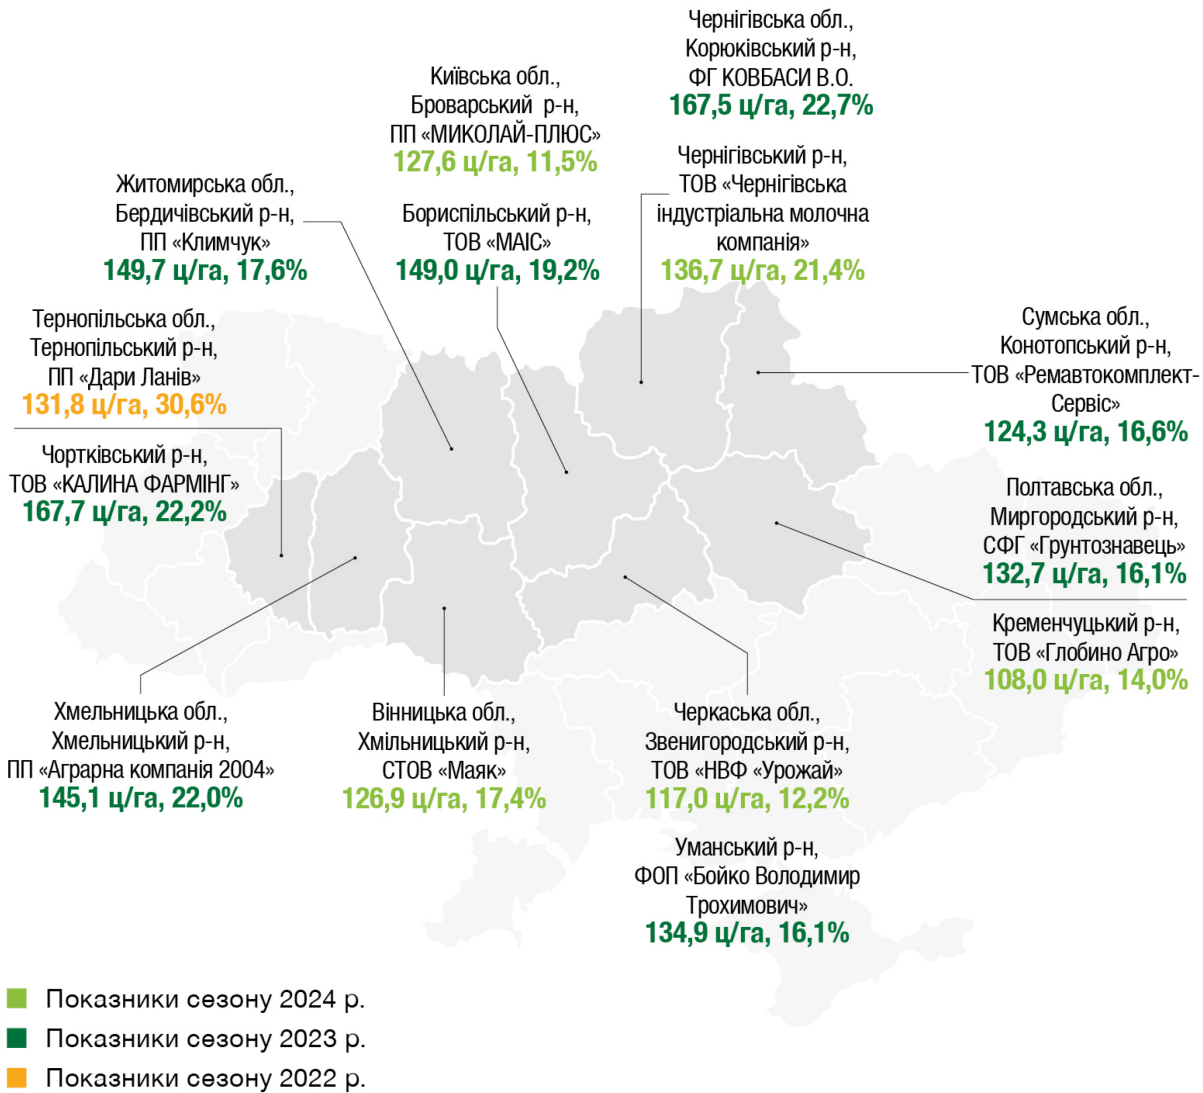 Чернігівська обл.,
Корюківський р-н,
ФГ КОВБАСИ В.О.
167,5 ц/га, 22,7%
Чернігівський р-н,
ТОВ «Чернігівська
індустріальна молочна
компанія»
136,7 ц/га, 21,4%
Київська обл.,
Броварський р-н,
ПП «МИКОЛАЙ-ПЛЮС»
127,6 ц/га, 11,5%
Бориспільський р-н,
ТОВ «МАІС»
149,0 ц/га, 19,2%
Житомирська обл.,
Бердичівський р-н,
ПП «Климчук»
149,7 ц/га, 17,6%
Тернопільська обл.,
Тернопільський р-н,
ПП «Дари Ланів»
131,8 ц/га, 30,6%
Чортківський р-н,
ТОВ «КАЛИНА ФАРМІНГ»
167,7 ц/га, 22,2%
Сумська обл.,
Конотопський р-н,
ТОВ «Ремавтокомплект-
Сервіс»
124,3 ц/га, 16,6%
Полтавська обл.,
Миргородський р-н,
СФГ «Грунтознавець»
132,7 ц/га, 16,1%
Кременчуцький р-н,
ТОВ «Глобино Агро»
108,0 ц/га, 14,0%
Хмельницька обл.,
Хмельницький р-н,
ПП «Аграрна компанія 2004»
145,1 ц/га, 22,0%
Вінницька обл.,
Хмільницький р-н,
СТОВ «Маяк»
126,9 ц/га, 17,4%
Черкаська обл.,
Звенигородський р-н,
ТОВ «НВФ «Урожай»
117,0 ц/га, 12,2%
Уманський р-н,
ФОП «Бойко Володимир
Трохимович»
134,9 ц/га, 16,1%
Показники сезону 2024 р.
Показники сезону 2023 р.
Показники сезону 2022 р.